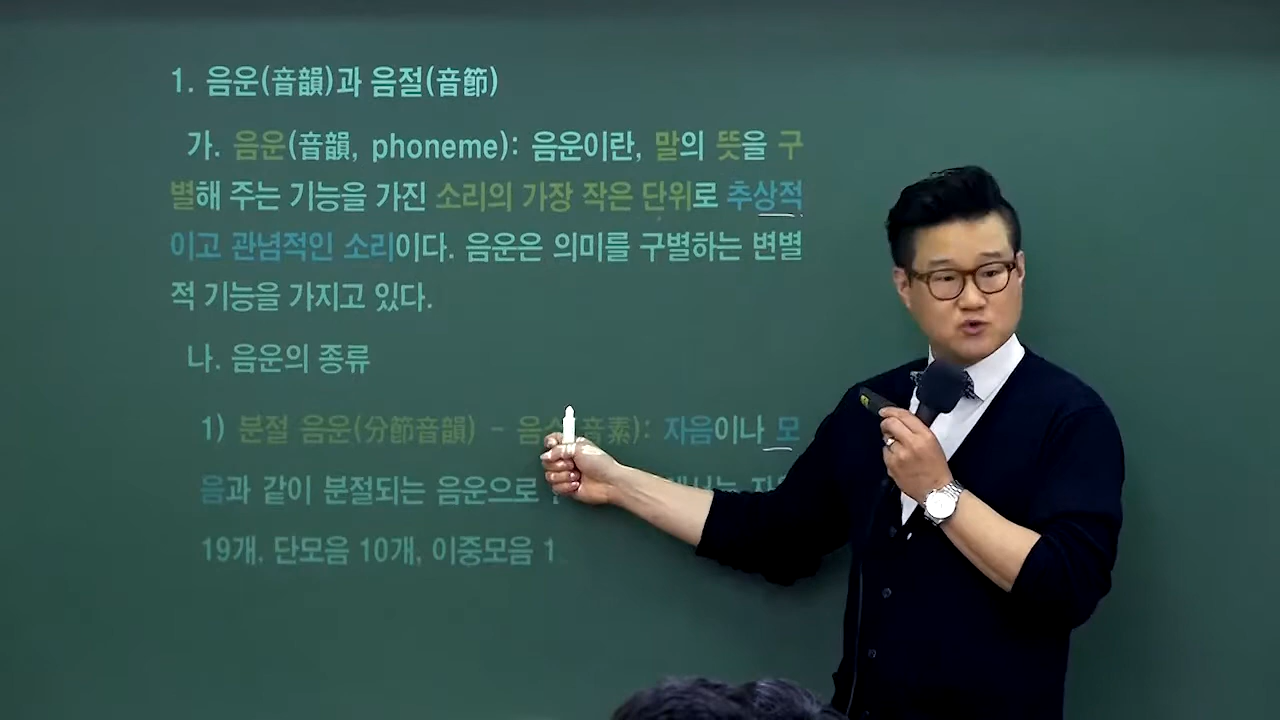 1. 음운(音韻)과 음절(音節)
가. 음운(音韻, phoneme): 음운이란, 말의 뜻을 구
별해 주는 기능을 가진 소리의 가장 작은 단위로 추상적
이고 관념적인 소리이다. 음운은 의미를 구별하는 변별
적 기능을 가지고 있다.
나. 음운의 종류
1) 분절 음운(分節音韻) - 음소(音素): 자음이나 모
음과 같이 분절되는 음운으로
19개, 단모음 10개, 이중모음 1